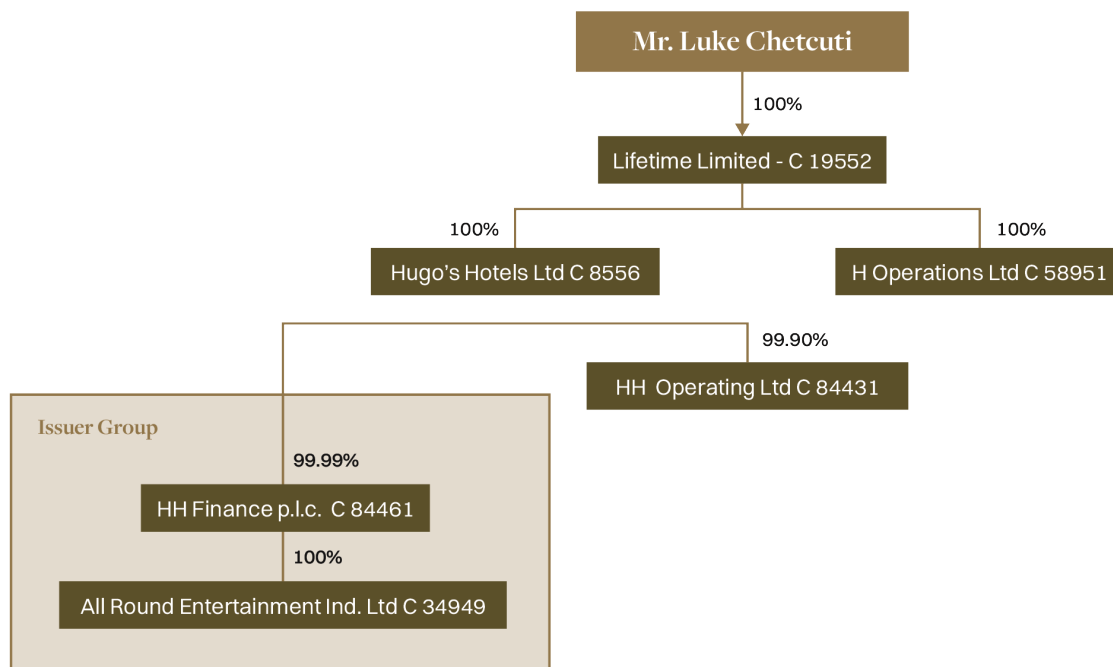 Mr. Luke Chetcuti
100%
Lifetime Limited - C 19552
100%
100%
Hugo's Hotels Ltd C 8556
H Operations Ltd C 58951
99.90%
HH Operating Ltd C 84431
Issuer Group
99.99%
HH Finance p.l.c. C 84461
100%
All Round Entertainment Ind. Ltd C 34949